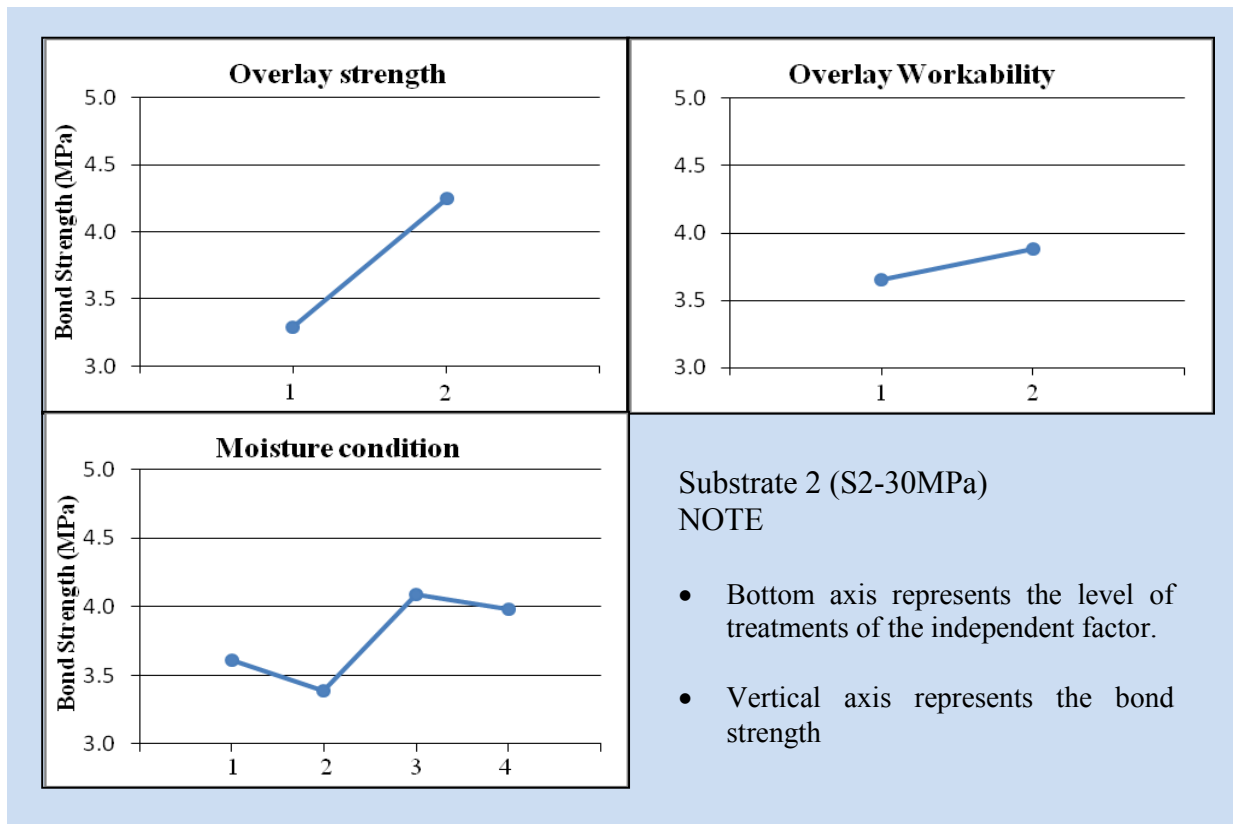 Overlay strength
Bond Strength (MPa)
5.0
4.5
4.0
3.5
3.0
1 2
Overlay Workability
5.0
4.5
4.0
3.5
3.0
1 2
Moisture condition
Bond Strength (MPa)
5.0
4.5
4.0
3.5
3.0
1 2 3 4
Substrate 2 (S2-30MPa)
NOTE
• Bottom axis represents the level of
treatments of the independent factor.
• Vertical axis represents the bond
strength